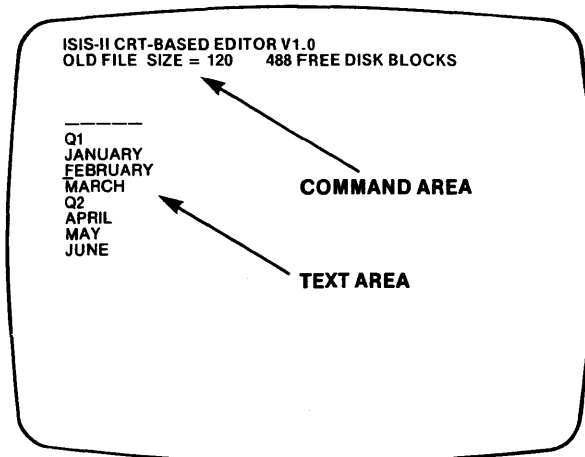 ISIS-II CRT-BASED EDITOR V1.0
OLD FILE SIZE = 120 488 FREE DISK BLOCKS
-----
Q1
JANUARY
FEBRUARY
MARCH
Q2
APRIL
MAY
JUNE
COMMAND AREA
TEXT AREA